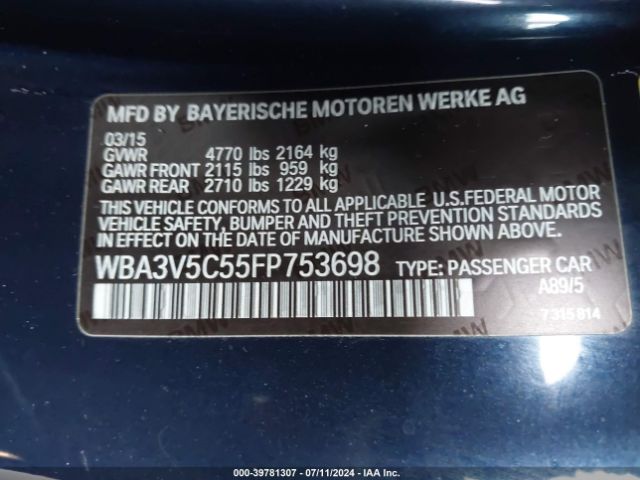 MFD BY BAYERISCHE MOTOREN WERKE AG
03/15
GVWR 4770 lbs 2164 kg
GAWR FRONT 2115 lbs 959 kg
GAWR REAR 2710 lbs 1229 kg
THIS VEHICLE CONFORMS TO ALL APPLICABLE U.S.FEDERAL MOTOR
VEHICLE SAFETY, BUMPER AND THEFT PREVENTION STANDARDS
IN EFFECT ON THE DATE OF MANUFACTURE SHOWN ABOVE.
WBA3V5C55FP753698 TYPE: PASSENGER CAR
A89/5
7 315 814
000-39781307 - 07/11/2024 - IAA Inc.